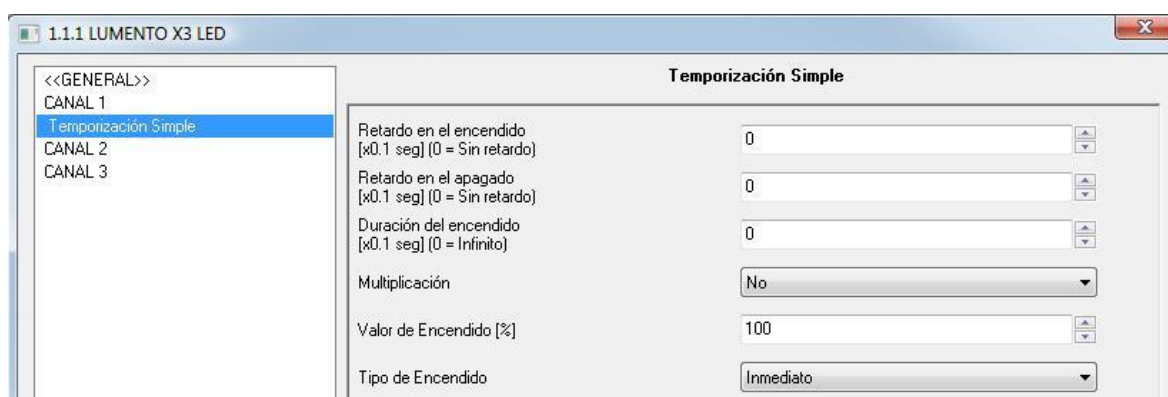 1.1.1 LUMENTO X3 LED
<<GENERAL>>
CANAL 1
Temporización Simple
CANAL 2
CANAL 3
Temporización Simple
Retardo en el encendido
[x0.1 seg] (0 = Sin retardo)
0
Retardo en el apagado
[x0.1 seg] (0 = Sin retardo)
0
Duración del encendido
[x0.1 seg] (0 = Infinito)
0
Multiplicación
No
Valor de Encendido [%]
100
Tipo de Encendido
Inmediato